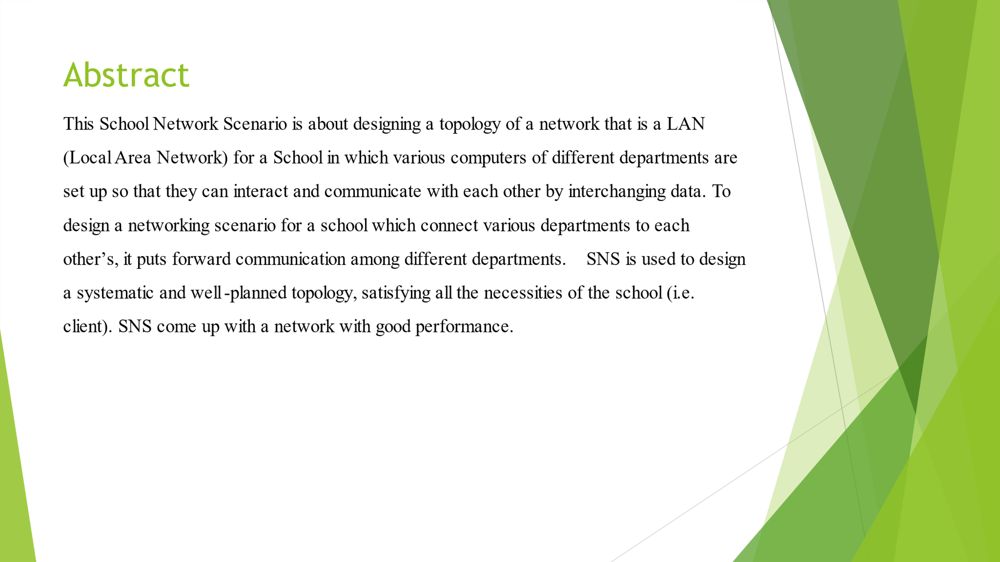 Abstract
This School Network Scenario is about designing a topology of a network that is a LAN
(Local Area Network) for a School in which various computers of different departments are
set up so that they can interact and communicate with each other by interchanging data. To
design a networking scenario for a school which connect various departments to each
other’s, it puts forward communication among different departments. SNS is used to design
a systematic and well-planned topology, satisfying all the necessities of the school (i.e.
client). SNS come up with a network with good performance.